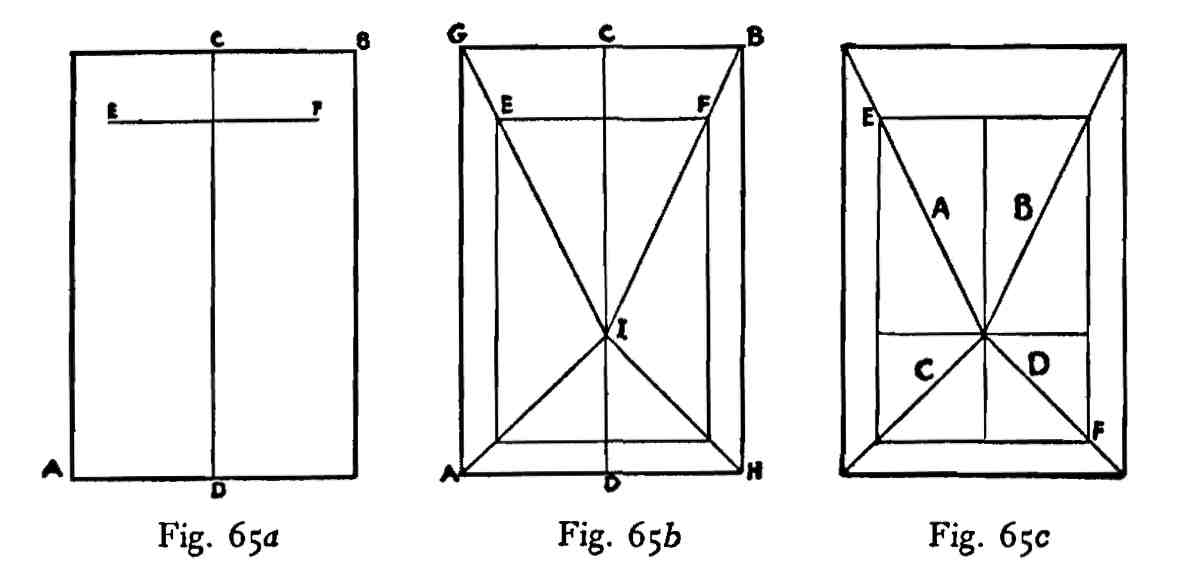 C B
E F
A
D
Fig. 65a
G C B
E F
I
A D H
Fig. 65b
E
A B
C D
F
Fig. 65c